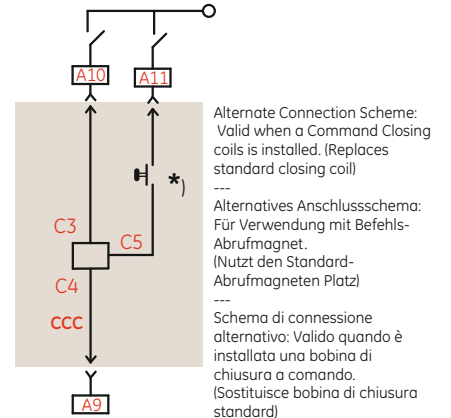 A10
A11
*)
C3
C5
C4
CCC
A9
Alternate Connection Scheme:
Valid when a Command Closing
coils is installed. (Replaces
standard closing coil)
---
Alternatives Anschlussschema:
Für Verwendung mit Befehls-
Abrufmagnet.
(Nutzt den Standard-
Abrufmagneten Platz)
---
Schema di connessione
alternativo: Valido quando è
installata una bobina di
chiusura a comando.
(Sostituisce bobina di chiusura
standard)